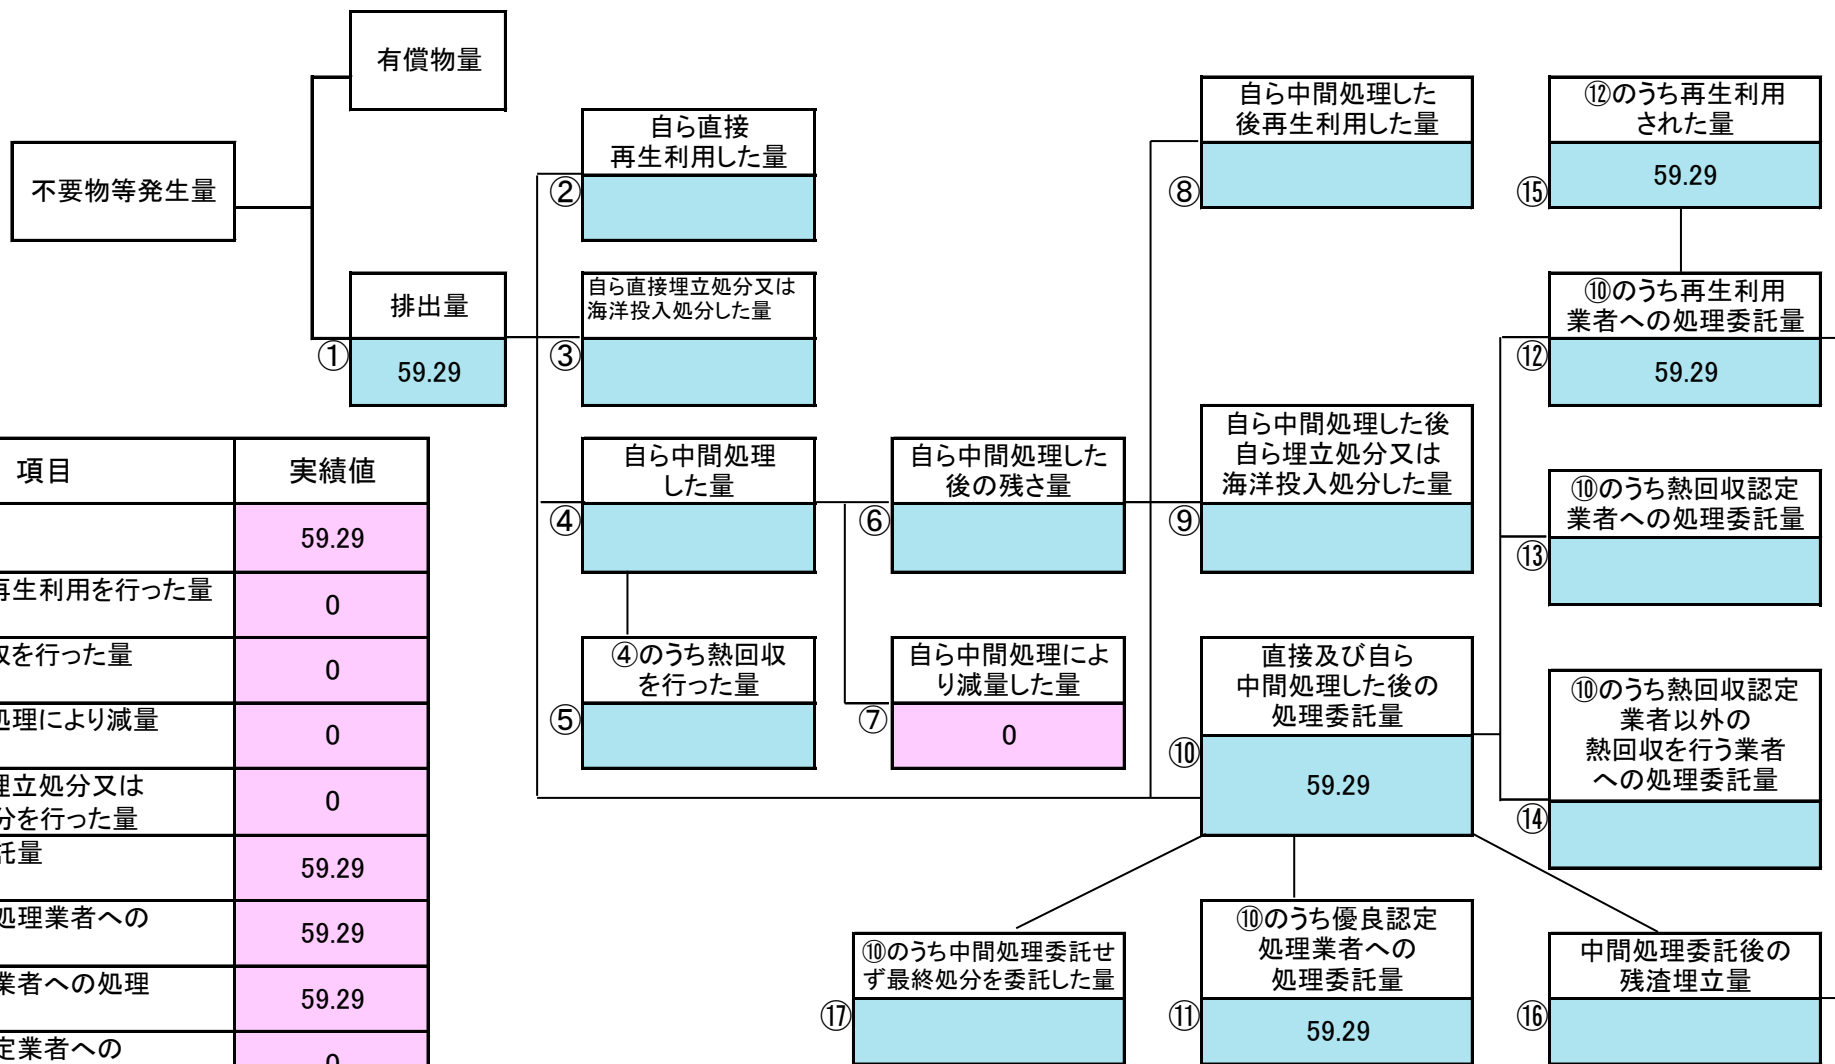 有償物量
不要物等発生量
排出量
①
59.29
自ら直接
再生利用した量
②
自ら直接埋立処分又は
海洋投入処分した量
③
自ら中間処理
した量
④
④のうち熱回収
を行った量
⑤
自ら中間処理した
後の残さ量
⑥
自ら中間処理によ
り減量した量
⑦
0
自ら中間処理した
後再生利用した量
⑧
自ら中間処理した後
自ら埋立処分又は
海洋投入処分した量
⑨
直接及び自ら
中間処理した後の
処理委託量
⑩
59.29
⑫のうち再生利用
された量
⑮
59.29
⑩のうち再生利用
業者への処理委託量
⑫
59.29
⑩のうち熱回収認定
業者への処理委託量
⑬
⑩のうち熱回収認定
業者以外の
熱回収を行う業者
への処理委託量
⑭
⑩のうち中間処理委託せ
ず最終処分を委託した量
⑰
⑩のうち優良認定
処理業者への
処理委託量
⑪
59.29
中間処理委託後の
残渣埋立量
⑯
項目
実績値
59.29
再生利用を行った量
0
を行った量
0
処理により減量
0
埋立処分又は
分を行った量
0
託量
59.29
処理業者への
59.29
業者への処理
59.29
定業者への
0